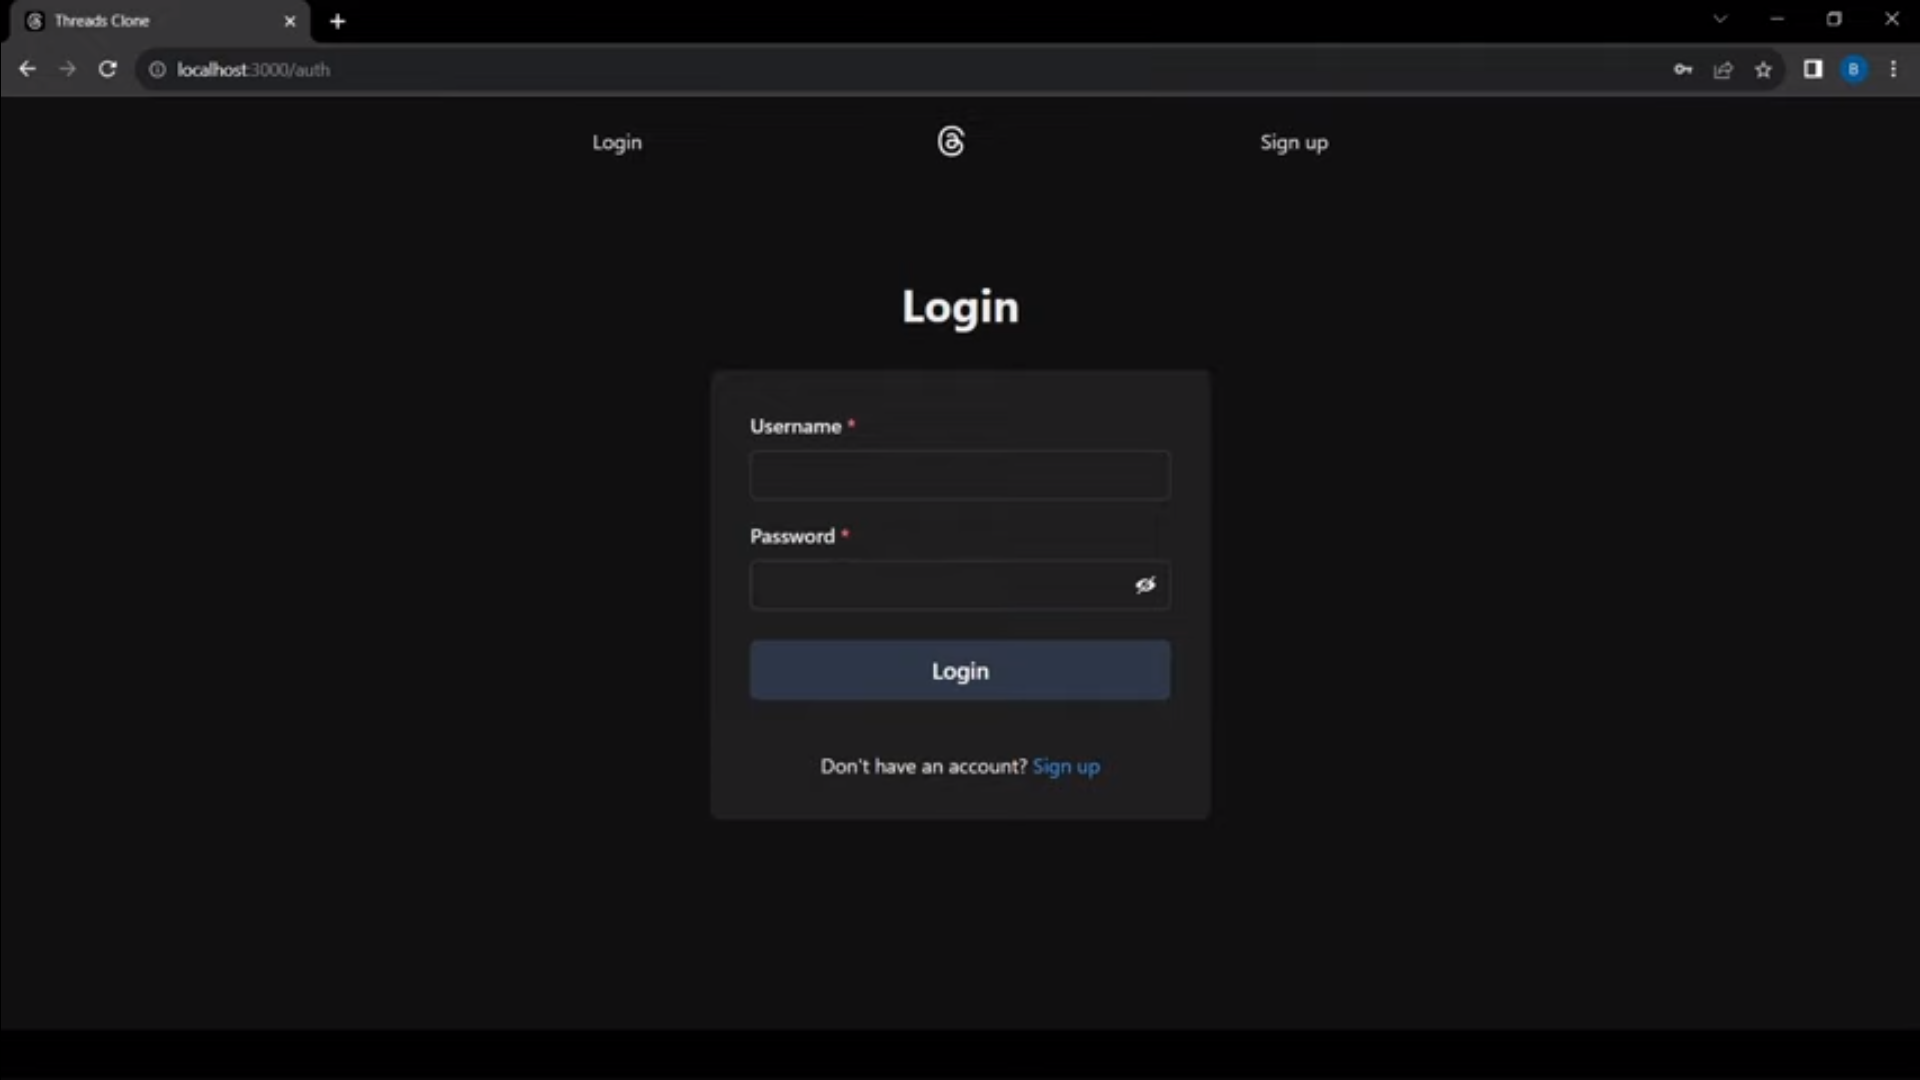 Threads Clone
localhost:3000/auth
B
Login
Sign up
Login
Username *
Password *
Login
Don't have an account? Sign up